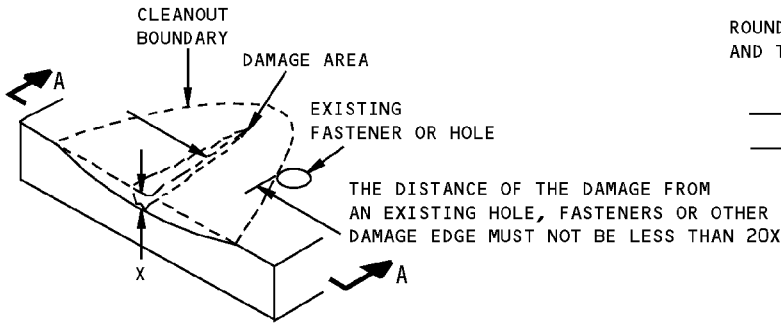 CLEANOUT
BOUNDARY
A
DAMAGE AREA
EXISTING
FASTENER OR HOLE
THE DISTANCE OF THE DAMAGE FROM
AN EXISTING HOLE, FASTENERS OR OTHER
DAMAGE EDGE MUST NOT BE LESS THAN 20X
X
A
ROUND
AND T